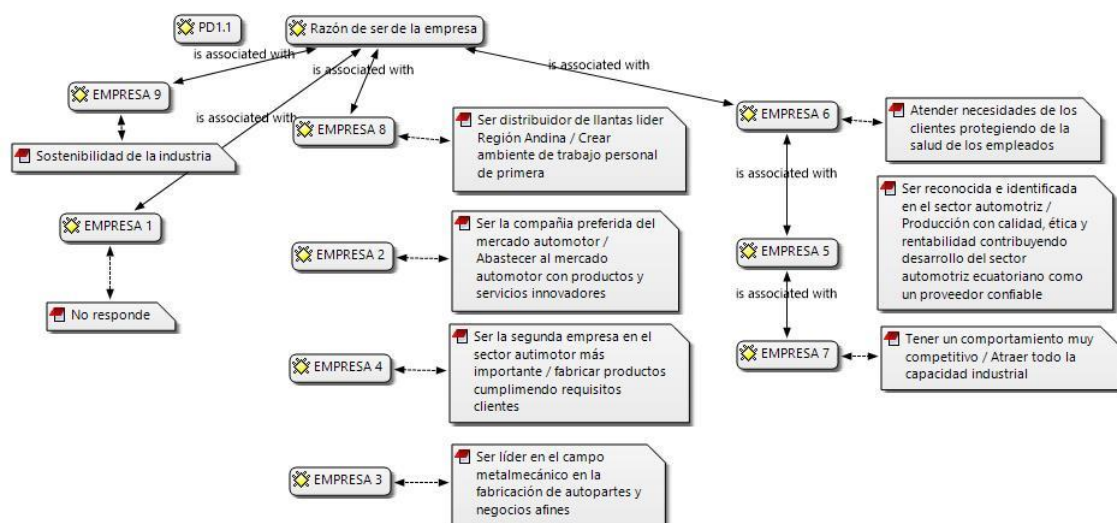 PD1.1
Razón de ser de la empresa
is associated with
is associated with
is associated with
is associated with
EMPRESA 9
Sostenibilidad de la industria
EMPRESA 1
No responde
EMPRESA 8
Ser distribuidor de llantas lider
Región Andina / Crear
ambiente de trabajo personal
de primera
EMPRESA 2
Ser la compañia preferida del
mercado automotor /
Abastecer al mercado
automotor con productos y
servicios innovadores
EMPRESA 4
Ser la segunda empresa en el
sector autimotor más
importante / fabricar productos
cumplimendo requisitos
clientes
EMPRESA 3
Ser líder en el campo
metalmecánico en la
fabricación de autopartes y
negocios afines
EMPRESA 6
Atender necesidades de los
clientes protegiendo de la
salud de los empleados
is associated with
EMPRESA 5
Ser reconocida e identificada
en el sector automotriz /
Producción con calidad, ética y
rentabilidad contribuyendo
desarrollo del sector
automotriz ecuatoriano como
un proveedor confiable
is associated with
EMPRESA 7
Tener un comportamiento muy
competitivo / Atraer todo la
capacidad industrial